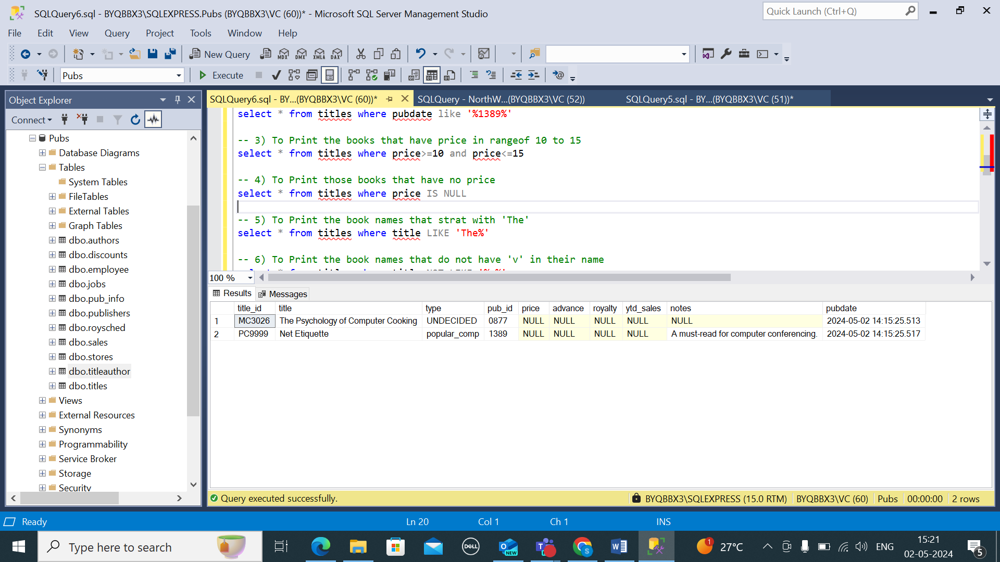 SQLQuery6.sql - BYQBBX3\SQLEXPRESS.Pubs (BYQBBX3\VC (60))* - Microsoft SQL Server Management Studio
Quick Launch (Ctrl+Q)
File Edit View Query Project Tools Window Help
New Query MDX DMX XMLA DAX
Pubs Execute
Object Explorer
Connect
Pubs
Database Diagrams
Tables
System Tables
FileTables
External Tables
Graph Tables
dbo.authors
dbo.discounts
dbo.employee
dbo.jobs
dbo.pub_info
dbo.publishers
dbo.roysched
dbo.sales
dbo.stores
dbo.titleauthor
dbo.titles
Views
External Resources
Synonyms
Programmability
Service Broker
Storage
Security
SQLQuery6.sql - BY...(BYQBBX3\VC (60))* SQLQuery - NorthW...(BYQBBX3\VC (52)) SQLQuery5.sql - BY...(BYQBBX3\VC (51))*
select * from titles where pubdate like '%1389%'
-- 3) To Print the books that have price in rangeof 10 to 15
select * from titles where price>=10 and price<=15
-- 4) To Print those books that have no price
select * from titles where price IS NULL
-- 5) To Print the book names that strat with 'The'
select * from titles where title LIKE 'The%'
-- 6) To Print the book names that do not have 'v' in their name
100 %
Results Messages
title_id title type pub_id price advance royalty ytd_sales notes pubdate
1 MC3026 The Psychology of Computer Cooking UNDECIDED 0877 NULL NULL NULL NULL NULL 2024-05-02 14:15:25.513
2 PC9999 Net Etiquette popular_comp 1389 NULL NULL NULL NULL A must-read for computer conferencing. 2024-05-02 14:15:25.517
Query executed successfully. BYQBBX3\SQLEXPRESS (15.0 RTM) BYQBBX3\VC (60) Pubs 00:00:00 2 rows
Ready Ln 20 Col 1 Ch 1 INS
Type here to search
DELL
NEW
S
W
1
27°C
ENG
15:21
02-05-2024
5